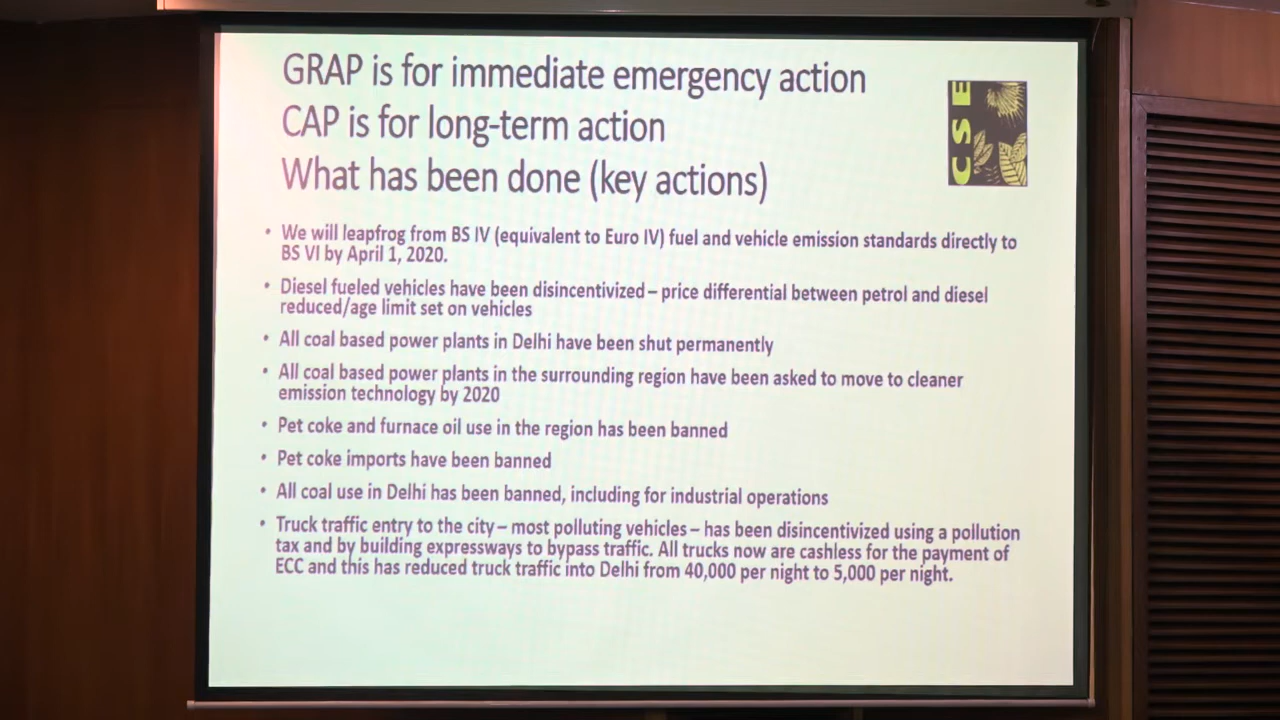 GRAP is for immediate emergency action
CAP is for long-term action
What has been done (key actions)
CSE
• We will leapfrog from BS IV (equivalent to Euro IV) fuel and vehicle emission standards directly to
BS VI by April 1, 2020.
• Diesel fueled vehicles have been disincentivized – price differential between petrol and diesel
reduced/age limit set on vehicles
• All coal based power plants in Delhi have been shut permanently
• All coal based power plants in the surrounding region have been asked to move to cleaner
emission technology by 2020
• Pet coke and furnace oil use in the region has been banned
• Pet coke imports have been banned
• All coal use in Delhi has been banned, including for industrial operations
• Truck traffic entry to the city – most polluting vehicles – has been disincentivized using a pollution
tax and by building expressways to bypass traffic. All trucks now are cashless for the payment of
ECC and this has reduced truck traffic into Delhi from 40,000 per night to 5,000 per night.